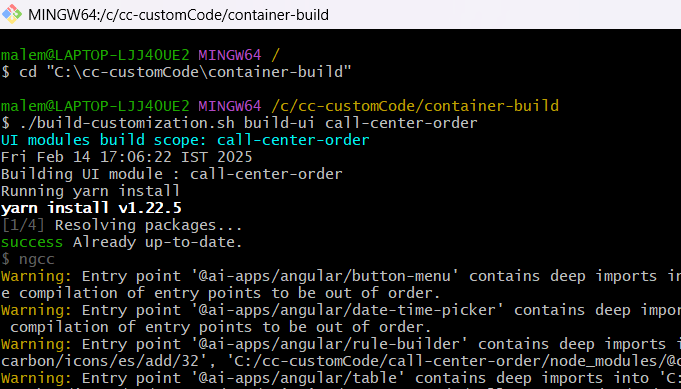 MINGW64:/c/cc-customCode/container-build
malem@LAPTOP-LJJ40UE2 MINGW64 /
$ cd "C:\cc-customCode\container-build"
malem@LAPTOP-LJJ40UE2 MINGW64 /c/cc-customCode/container-build
$ ./build-customization.sh build-ui call-center-order
UI modules build scope: call-center-order
Fri Feb 14 17:06:22 IST 2025
Building UI module : call-center-order
Running yarn install
yarn install v1.22.5
[1/4] Resolving packages...
success Already up-to-date.
$ ngcc
Warning: Entry point '@ai-apps/angular/button-menu' contains deep imports in
e compilation of entry points to be out of order.
Warning: Entry point '@ai-apps/angular/date-time-picker' contains deep impor
compilation of entry points to be out of order.
Warning: Entry point '@ai-apps/angular/rule-builder' contains deep imports i
carbon/icons/es/add/32', 'C:/cc-customCode/call-center-order/node_modules/@c
Warning: Entry point '@ai-apps/angular/table' contains deep imports into 'C: